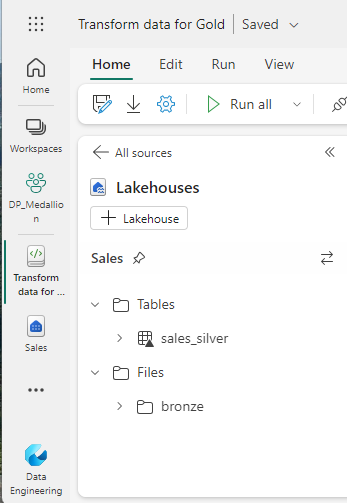 Transform data for Gold
Saved
Home
Edit
Run
View
Run all
Home
Workspaces
DP_Medallio
n
Transform
data for ...
Sales
Data
Engineering
All sources
Lakehouses
Lakehouse
Sales
Tables
sales_silver
Files
bronze